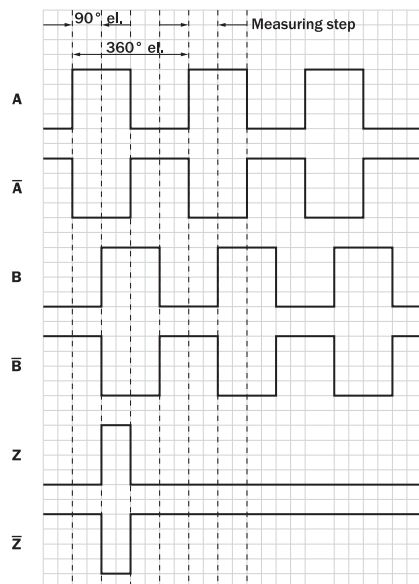 90° el.
Measuring step
360° el.
A
A̅
B
B̅
Z
Z̅